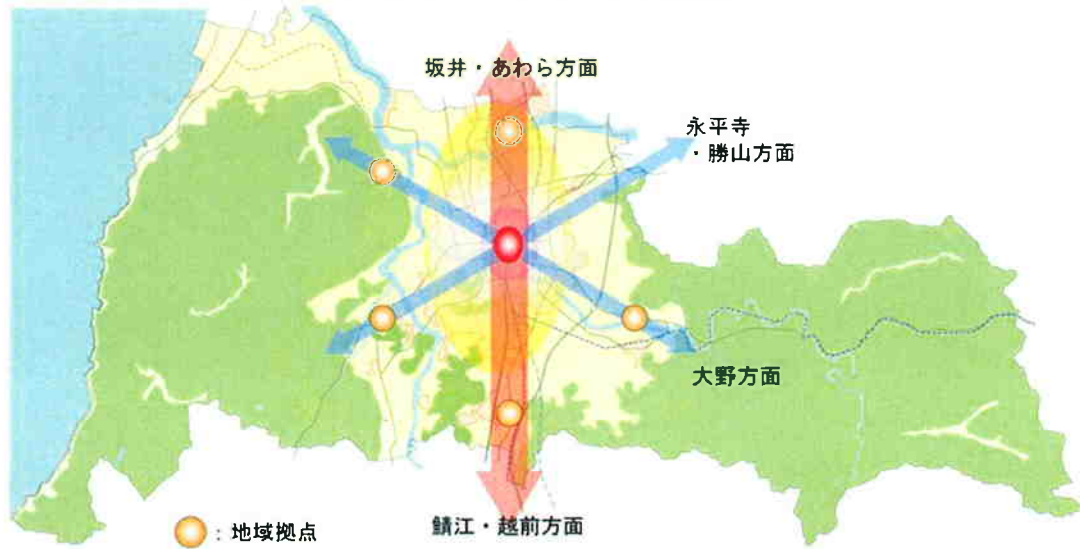 坂井・あわら方面
永平寺
・勝山方面
大野方面
鯖江・越前方面
：地域拠点